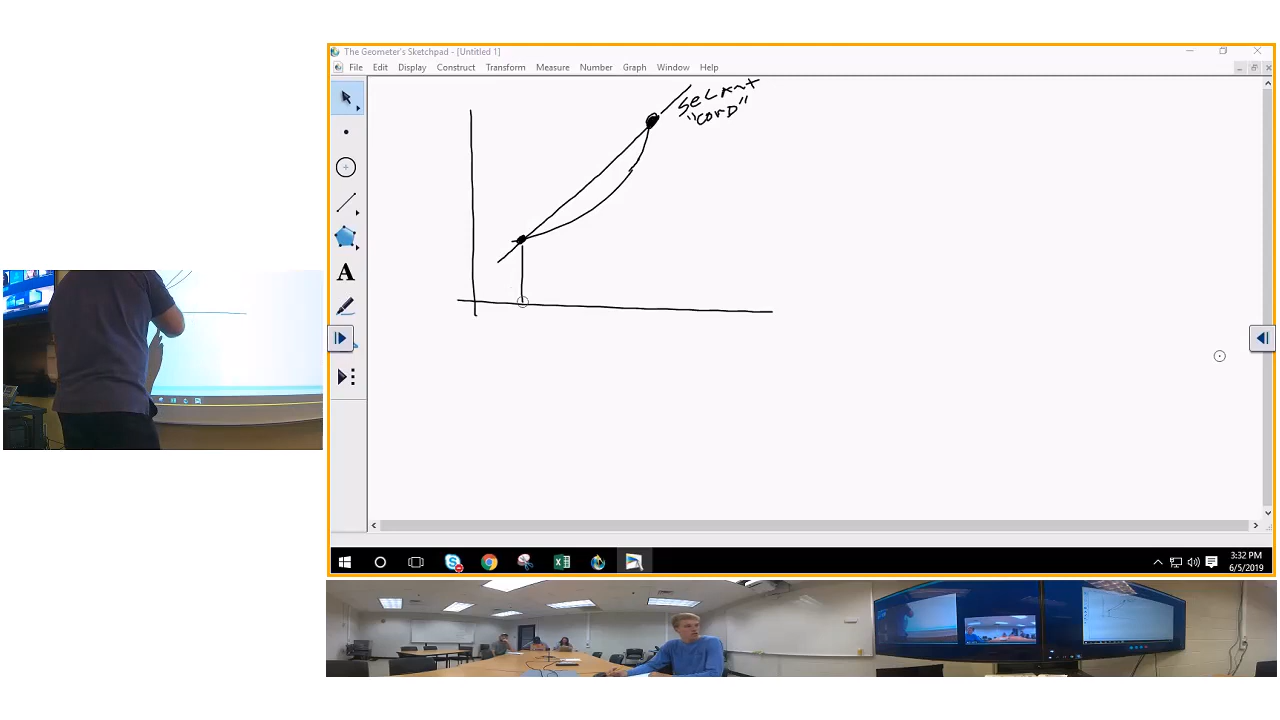 The Geometer's Sketchpad - [Untitled 1]
File Edit Display Construct Transform Measure Number Graph Window Help
Secant
"CorD"
A
3:32 PM
6/5/2019